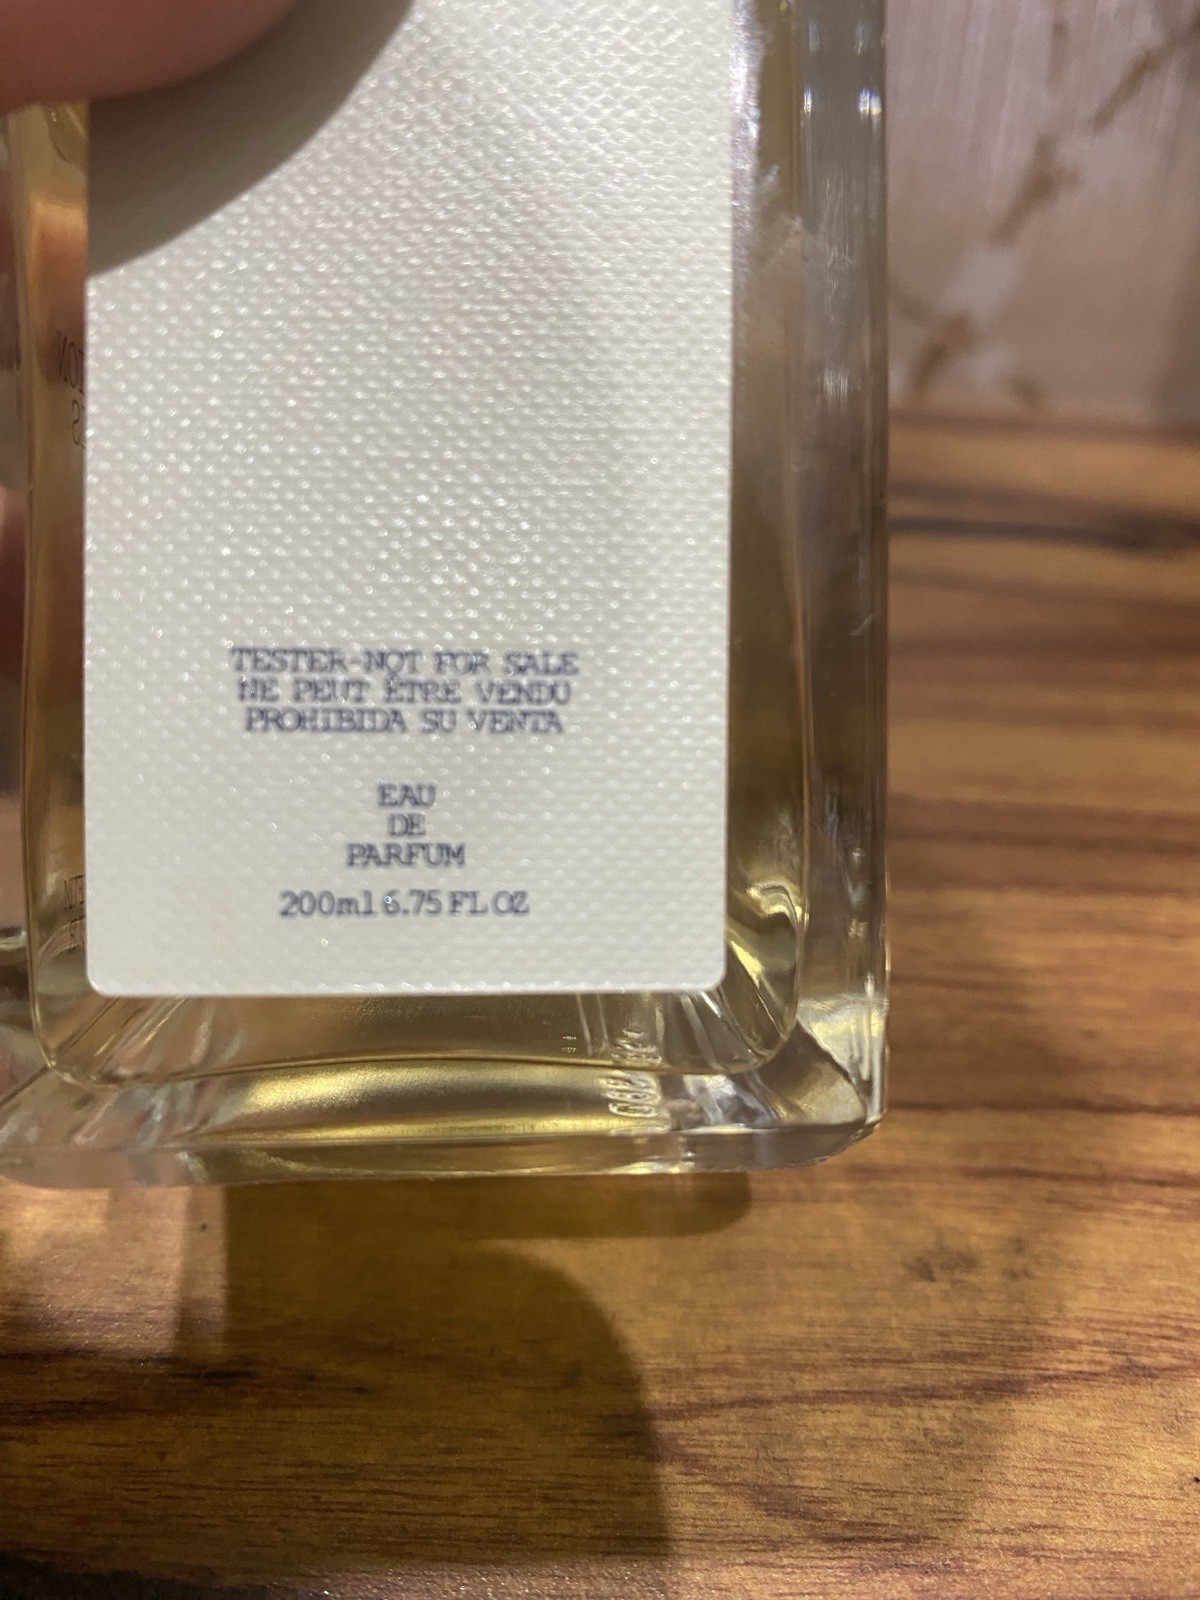 TESTER-NOT FOR SALE
NE PEUT ÊTRE VENDU
PROHIBIDA SU VENTA
EAU
DE
PARFUM
200ml 6.75 FL OZ